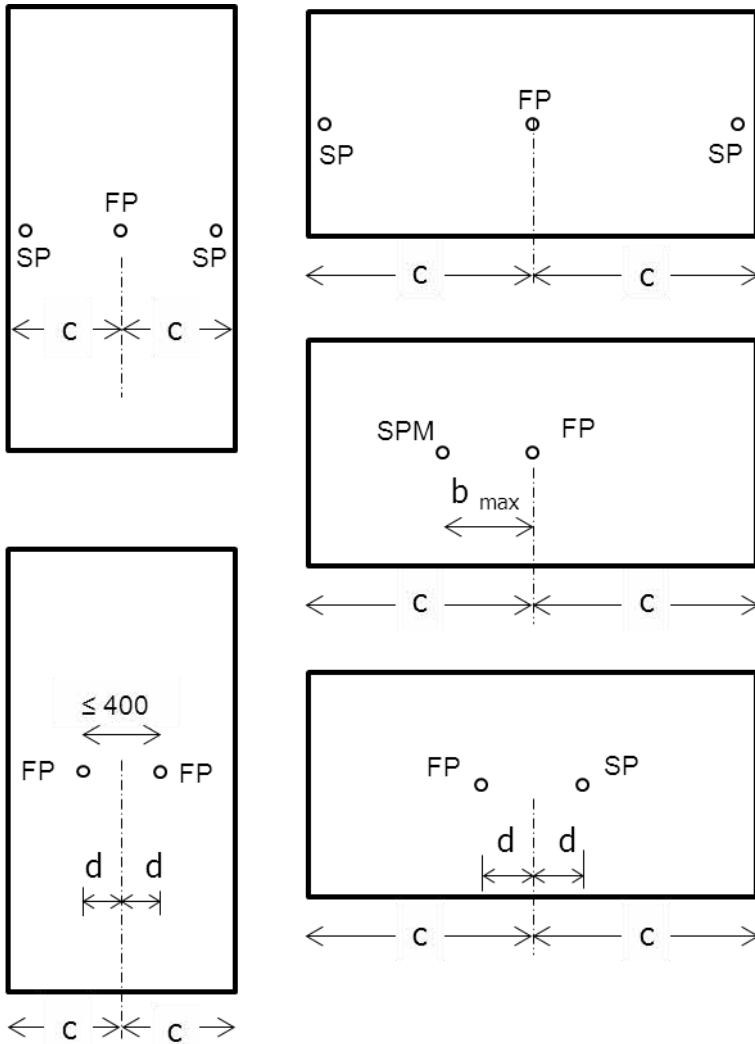 FP
SP SP
c c
≤ 400
FP FP
d d
c c
FP
SP SP
c c
SPM FP
b max
c c
FP SP
d d
c c